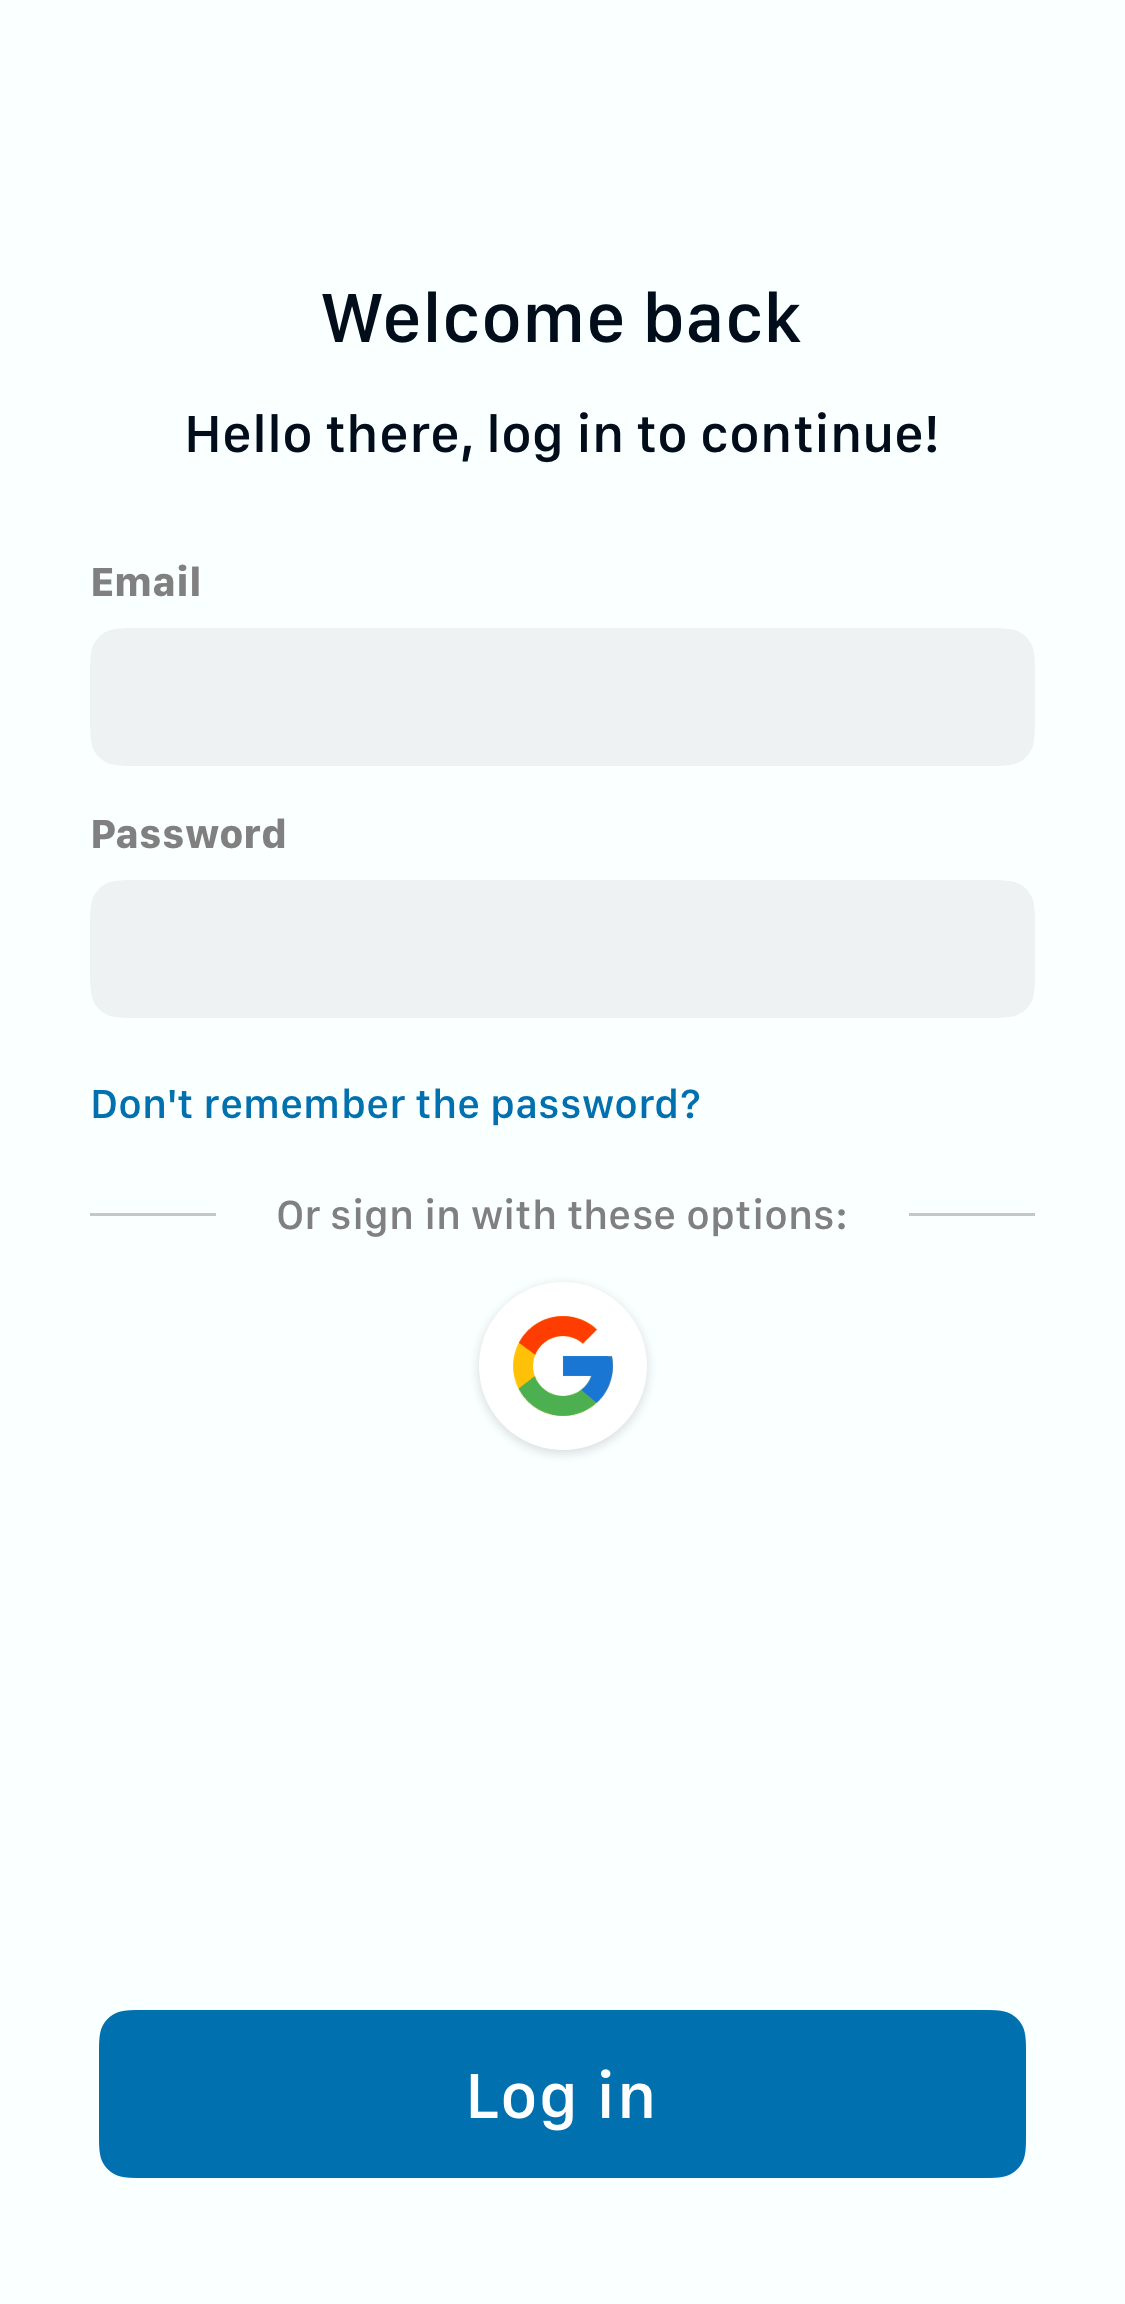 Welcome back
Hello there, log in to continue!
Email
Password
Don't remember the password?
Or sign in with these options:
Log in